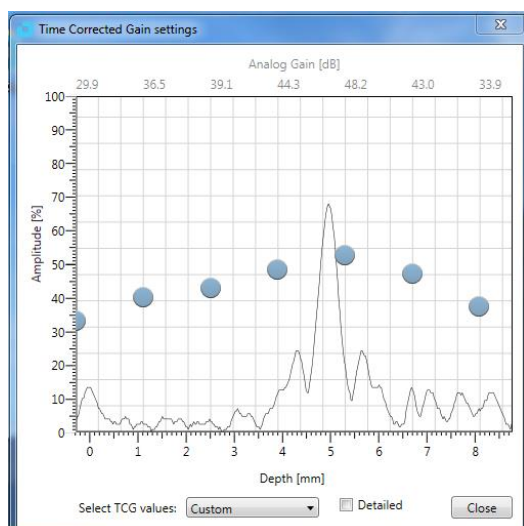 Time Corrected Gain settings
Analog Gain [dB]
29.9 36.5 39.1 44.3 48.2 43.0 33.9
Amplitude [%]
100
90
80
70
60
50
40
30
20
10
0
0 1 2 3 4 5 6 7 8
Depth [mm]
Select TCG values: Custom Detailed Close